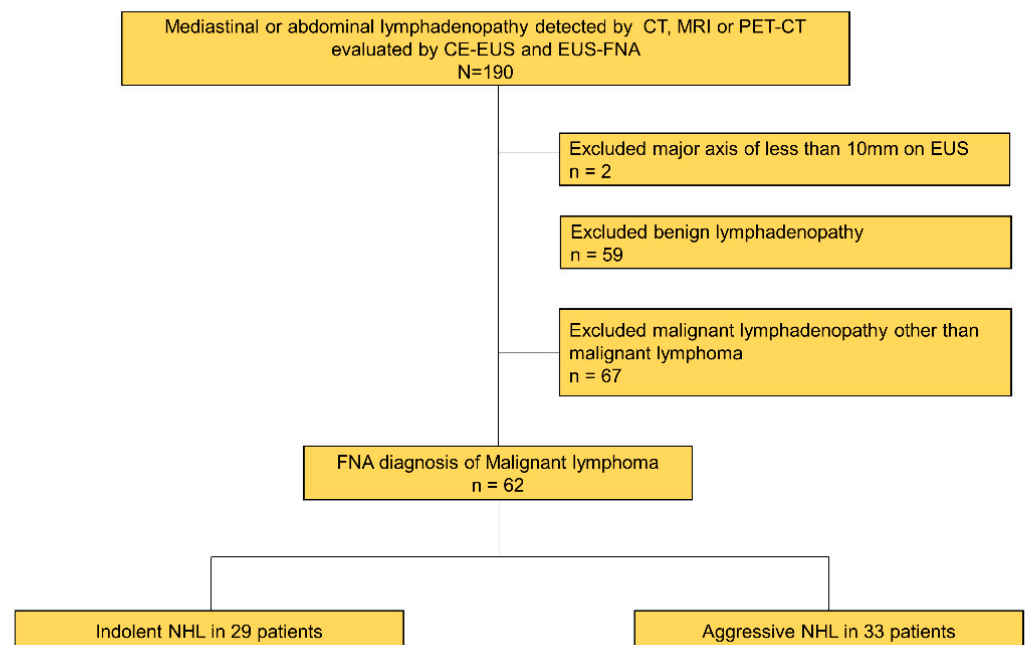 Mediastinal or abdominal lymphadenopathy detected by CT, MRI or PET-CT
evaluated by CE-EUS and EUS-FNA
N=190
Excluded major axis of less than 10mm on EUS
n = 2
Excluded benign lymphadenopathy
n = 59
Excluded malignant lymphadenopathy other than
malignant lymphoma
n = 67
FNA diagnosis of Malignant lymphoma
n = 62
Indolent NHL in 29 patients
Aggressive NHL in 33 patients